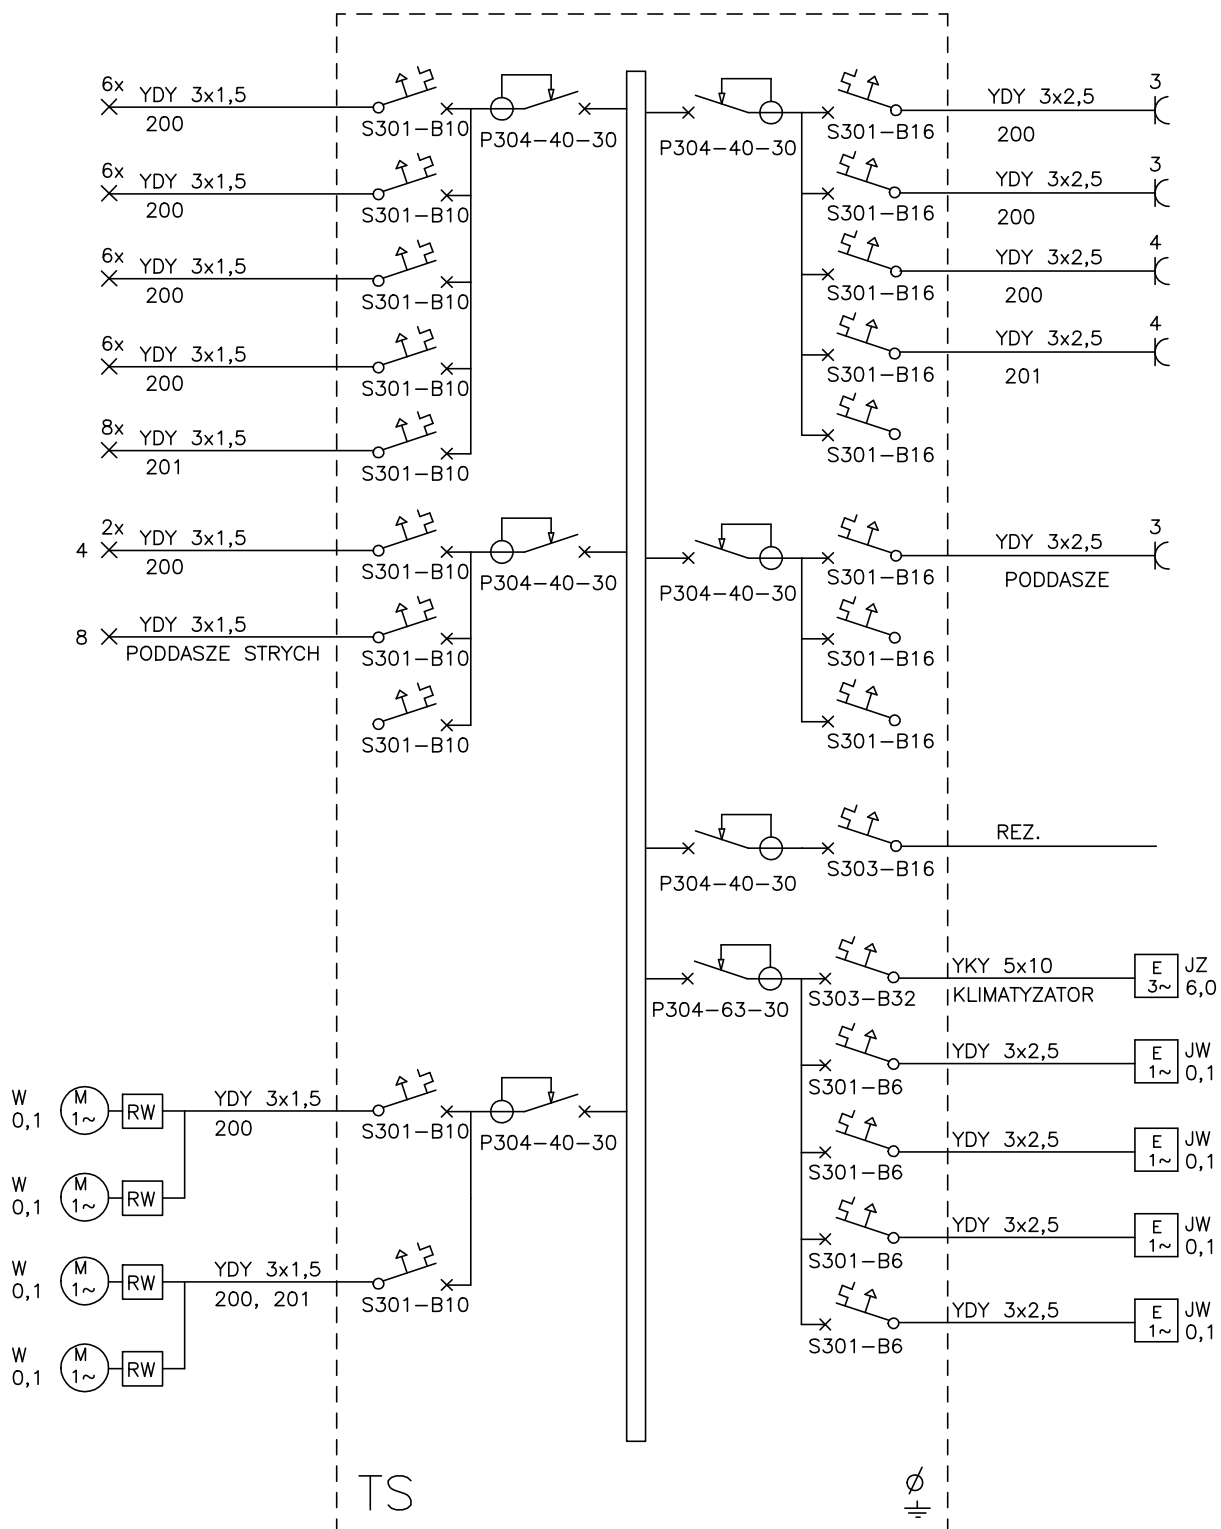 6x YDY 3x1,5
200
S301-B10
P304-40-30
6x YDY 3x1,5
200
S301-B10
6x YDY 3x1,5
200
S301-B10
6x YDY 3x1,5
200
S301-B10
8x YDY 3x1,5
201
S301-B10
2x
4 YDY 3x1,5
200
S301-B10
P304-40-30
8 YDY 3x1,5
PODDASZE STRYCH
S301-B10
S301-B10
W
0,1
M
1~
RW
YDY 3x1,5
200
S301-B10
P304-40-30
W
0,1
M
1~
RW
W
0,1
M
1~
RW
YDY 3x1,5
200, 201
S301-B10
W
0,1
M
1~
RW
P304-40-30
S301-B16
YDY 3x2,5
200
3
S301-B16
YDY 3x2,5
200
3
S301-B16
YDY 3x2,5
200
4
S301-B16
YDY 3x2,5
201
4
S301-B16
P304-40-30
S301-B16
YDY 3x2,5
PODDASZE
3
S301-B16
S301-B16
P304-40-30
S303-B16
REZ.
P304-63-30
S303-B32
YKY 5x10
KLIMATYZATOR
E
3~
JZ
6,0
S301-B6
YDY 3x2,5
E
1~
JW
0,1
S301-B6
YDY 3x2,5
E
1~
JW
0,1
S301-B6
YDY 3x2,5
E
1~
JW
0,1
S301-B6
YDY 3x2,5
E
1~
JW
0,1
TS